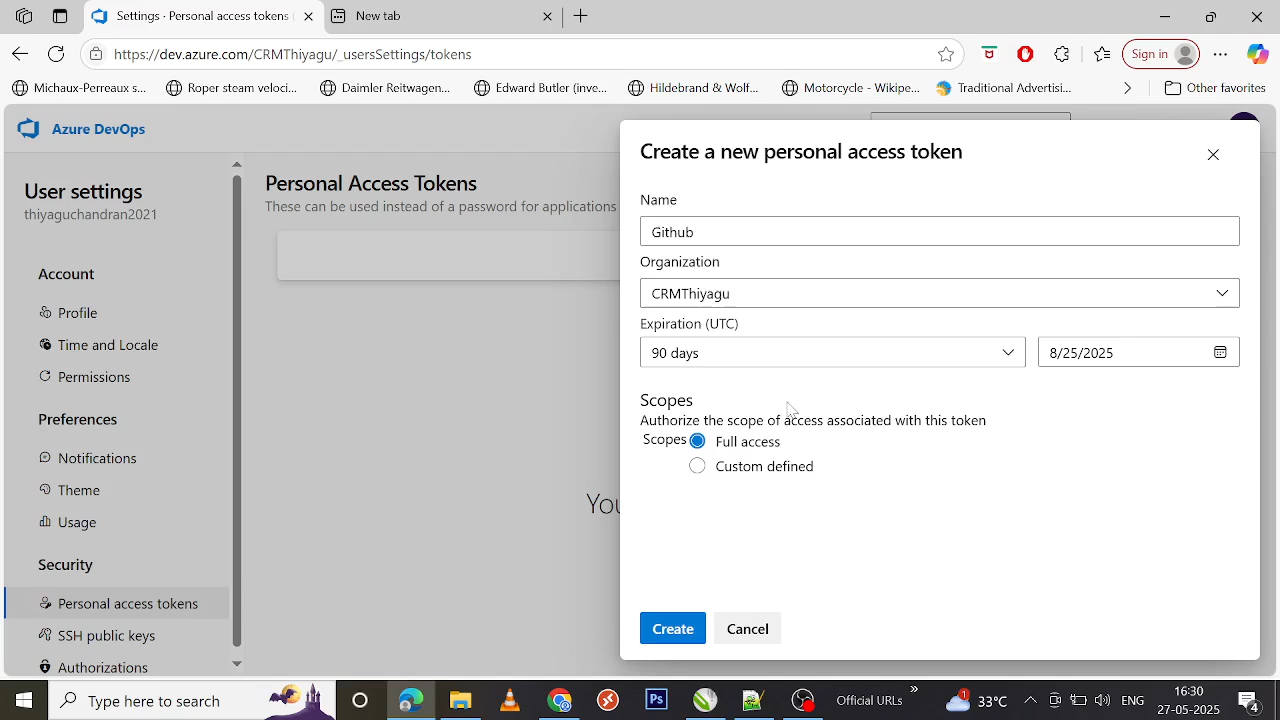 Settings · Personal access tokens
New tab
https://dev.azure.com/CRMThiyagu/_usersSettings/tokens
Sign in
Michaux-Perreaux s...
Roper steam veloci...
Daimler Reitwagen...
Edward Butler (inve...
Hildebrand & Wolf...
Motorcycle - Wikipe...
Traditional Advertisi...
Other favorites
Azure DevOps
User settings
thiyaguchandran2021
Account
Profile
Time and Locale
Permissions
Preferences
Notifications
Theme
Usage
Security
Personal access tokens
SSH public keys
Authorizations
Personal Access Tokens
These can be used instead of a password for applications
You
Create a new personal access token
Name
Github
Organization
CRMThiyagu
Expiration (UTC)
90 days
8/25/2025
Scopes
Authorize the scope of access associated with this token
Scopes
Full access
Custom defined
Create
Cancel
Type here to search
Ps
Official URLs
1
33°C
ENG
16:30
27-05-2025
4